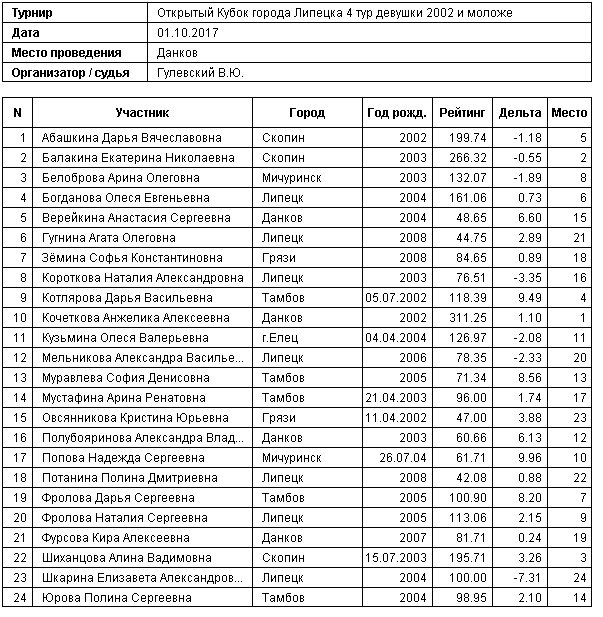 Турнир Открытый Кубок города Липецка 4 тур девушки 2002 и моложе
Дата 01.10.2017
Место проведения Данков
Организатор / судья Гулевский В.Ю.
N Участник Город Год рожд. Рейтинг Дельта Место
1 Абашкина Дарья Вячеславовна Скопин 2002 199.74 -1.18 5
2 Балакина Екатерина Николаевна Скопин 2003 266.32 -0.55 2
3 Белоброва Арина Олеговна Мичуринск 2003 132.07 -1.89 8
4 Богданова Олеся Евгеньевна Липецк 2004 161.06 0.73 6
5 Верейкина Анастасия Сергеевна Данков 2004 48.65 6.60 15
6 Гугнина Агата Олеговна Липецк 2008 44.75 2.89 21
7 Зёмина Софья Константиновна Грязи 2008 84.65 0.89 18
8 Короткова Наталия Александровна Липецк 2003 76.51 -3.35 16
9 Котлярова Дарья Васильевна Тамбов 05.07.2002 118.39 9.49 4
10 Кочеткова Анжелика Алексеевна Данков 2002 311.25 1.10 1
11 Кузьмина Олеся Валерьевна г.Елец 04.04.2004 126.97 -2.08 11
12 Мельникова Александра Василье... Липецк 2006 78.35 -2.33 20
13 Муравлева София Денисовна Тамбов 2005 71.34 8.56 13
14 Мустафина Арина Ренатовна Тамбов 21.04.2003 96.00 1.74 17
15 Овсянникова Кристина Юрьевна Грязи 11.04.2002 47.00 3.88 23
16 Полубояринова Александра Влад... Данков 2003 60.66 6.13 12
17 Попова Надежда Сергеевна Мичуринск 26.07.04 61.71 9.96 10
18 Потанина Полина Дмитриевна Липецк 2008 42.08 0.88 22
19 Фролова Дарья Сергеевна Тамбов 2005 100.90 8.20 7
20 Фролова Наталия Сергеевна Липецк 2005 113.06 2.15 9
21 Фурсова Кира Алексеевна Данков 2007 81.71 0.24 19
22 Шиханцова Алина Вадимовна Скопин 15.07.2003 195.71 3.26 3
23 Шкарина Елизавета Александров... Липецк 2004 100.00 -7.31 24
24 Юрова Полина Сергеевна Тамбов 2004 98.95 2.10 14